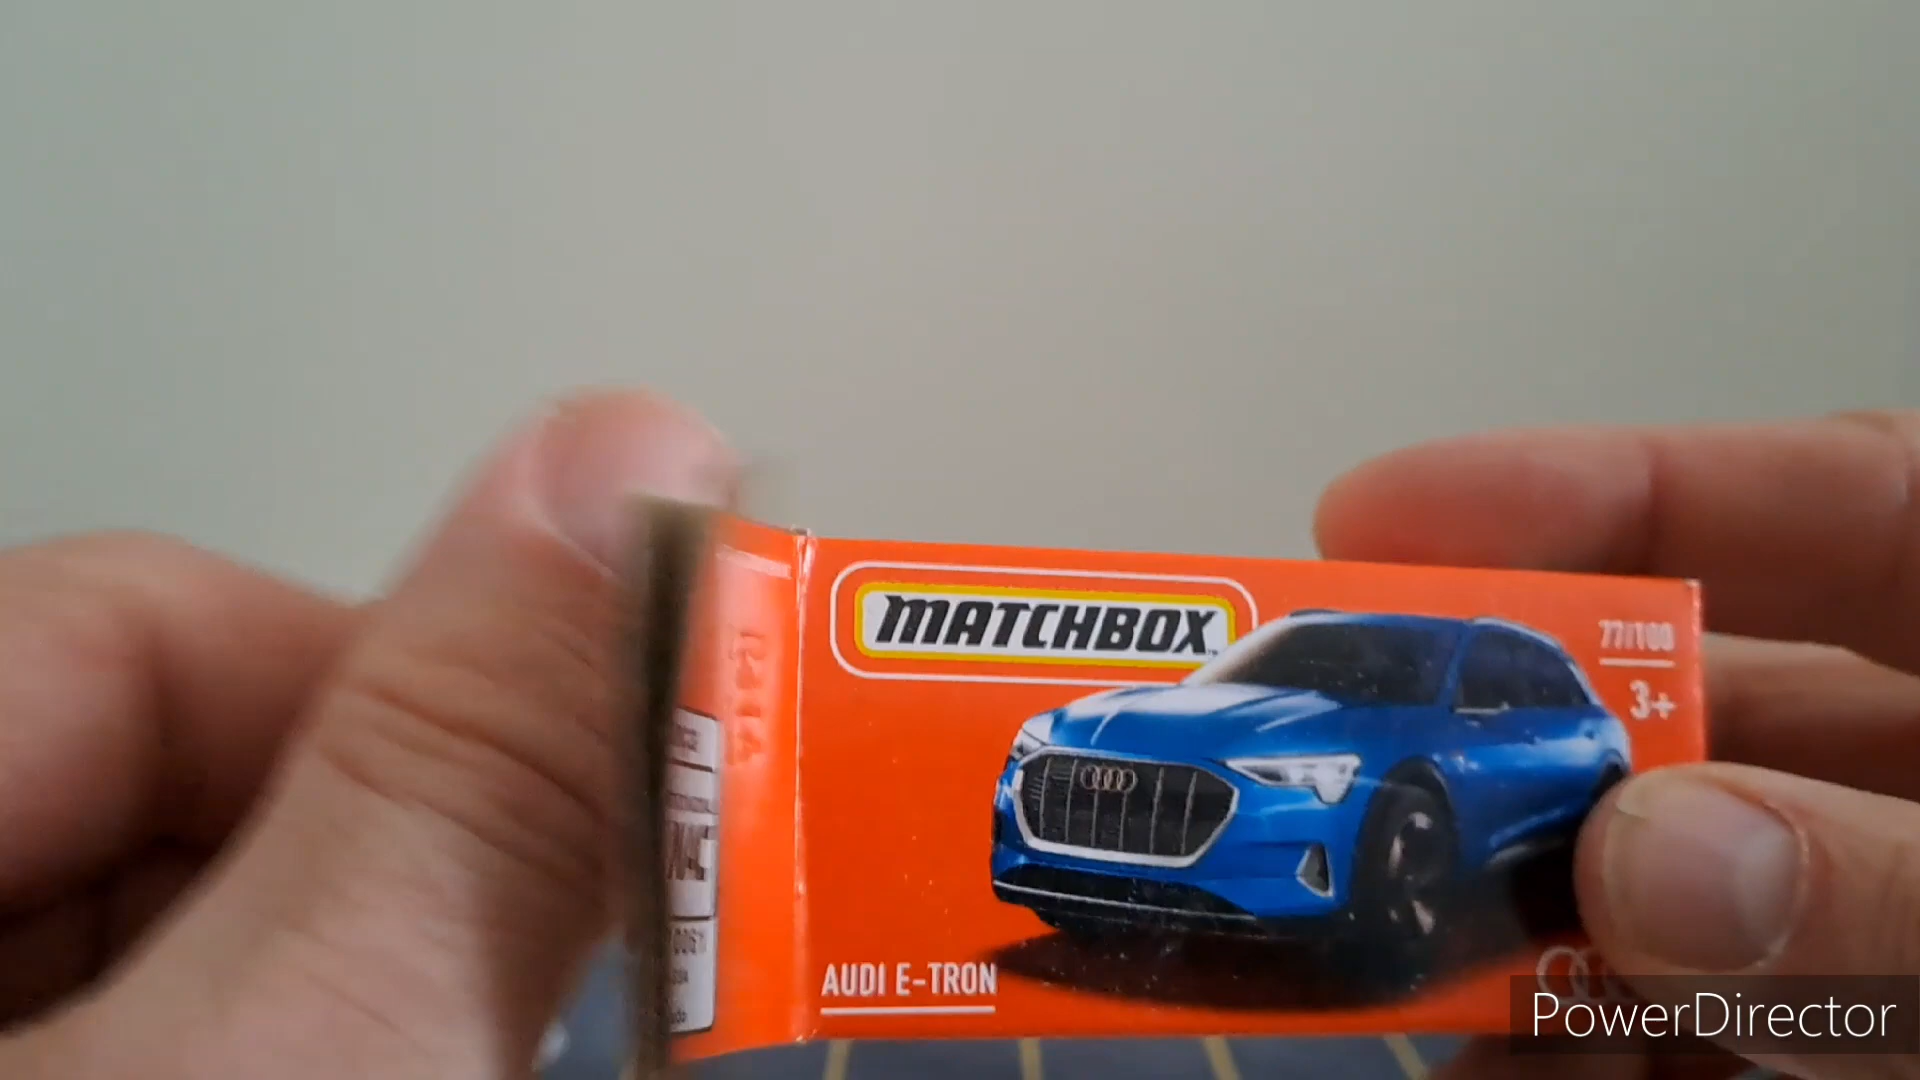 MATCHBOX
77/100
3+
AUDI E-TRON
PowerDirector